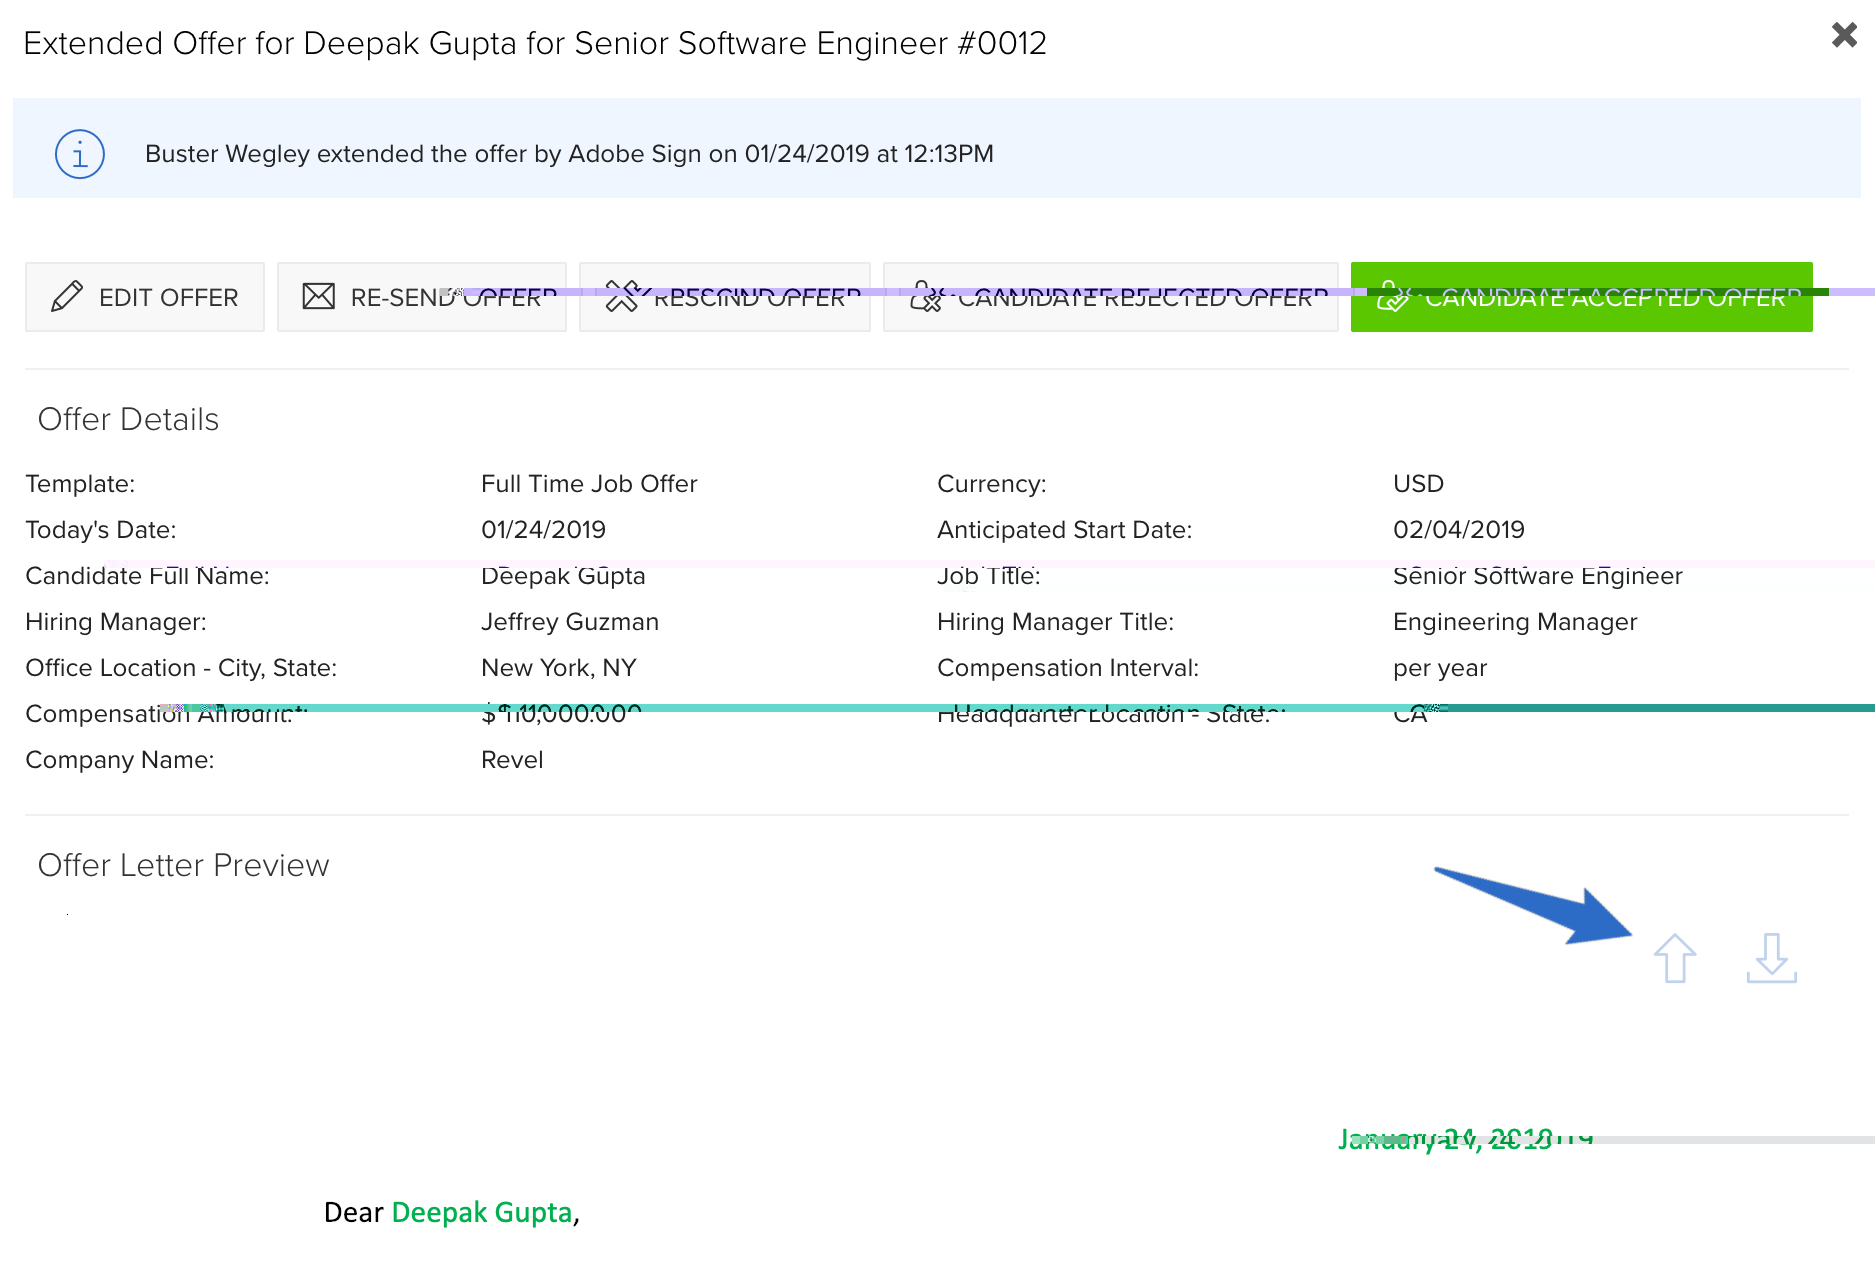 Extended Offer for Deepak Gupta for Senior Software Engineer #0012
Buster Wegley extended the offer by Adobe Sign on 01/24/2019 at 12:13PM
EDIT OFFER RE-SEND OFFER RESCIND OFFER CANDIDATE REJECTED OFFER CANDIDATE ACCEPTED OFFER
Offer Details
Template: Full Time Job Offer Currency: USD
Today's Date: 01/24/2019 Anticipated Start Date: 02/04/2019
Candidate Full Name: Deepak Gupta Job Title: Senior Software Engineer
Hiring Manager: Jeffrey Guzman Hiring Manager Title: Engineering Manager
Office Location - City, State: New York, NY Compensation Interval: per year
Compensation Amount: Headquarter Location - State: CA
Company Name: Revel
Offer Letter Preview
January 24, 2019
Dear Deepak Gupta,